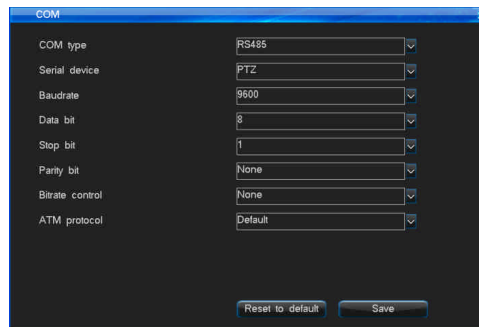 COM
COM type RS485
Serial device PTZ
Baudrate 9600
Data bit 8
Stop bit 1
Parity bit None
Bitrate control None
ATM protocol Default
Reset to default Save